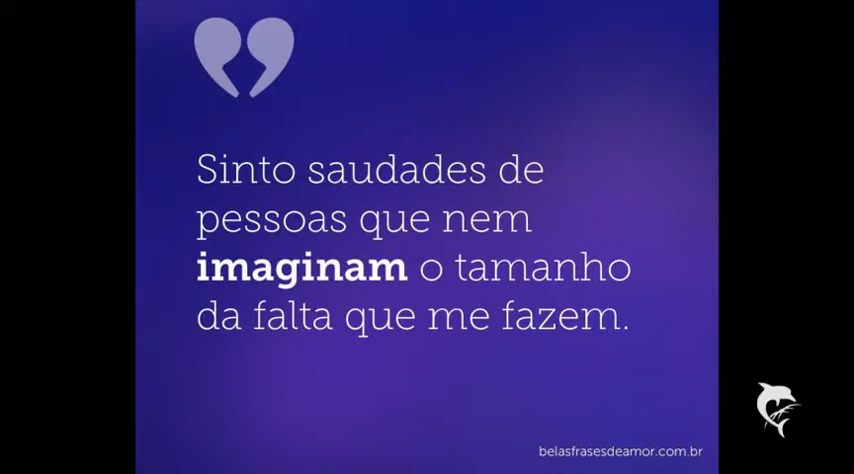 Sinto saudades de
pessoas que nem
imaginam o tamanho
da falta que me fazem.
belasfrasesdeamor.com.br